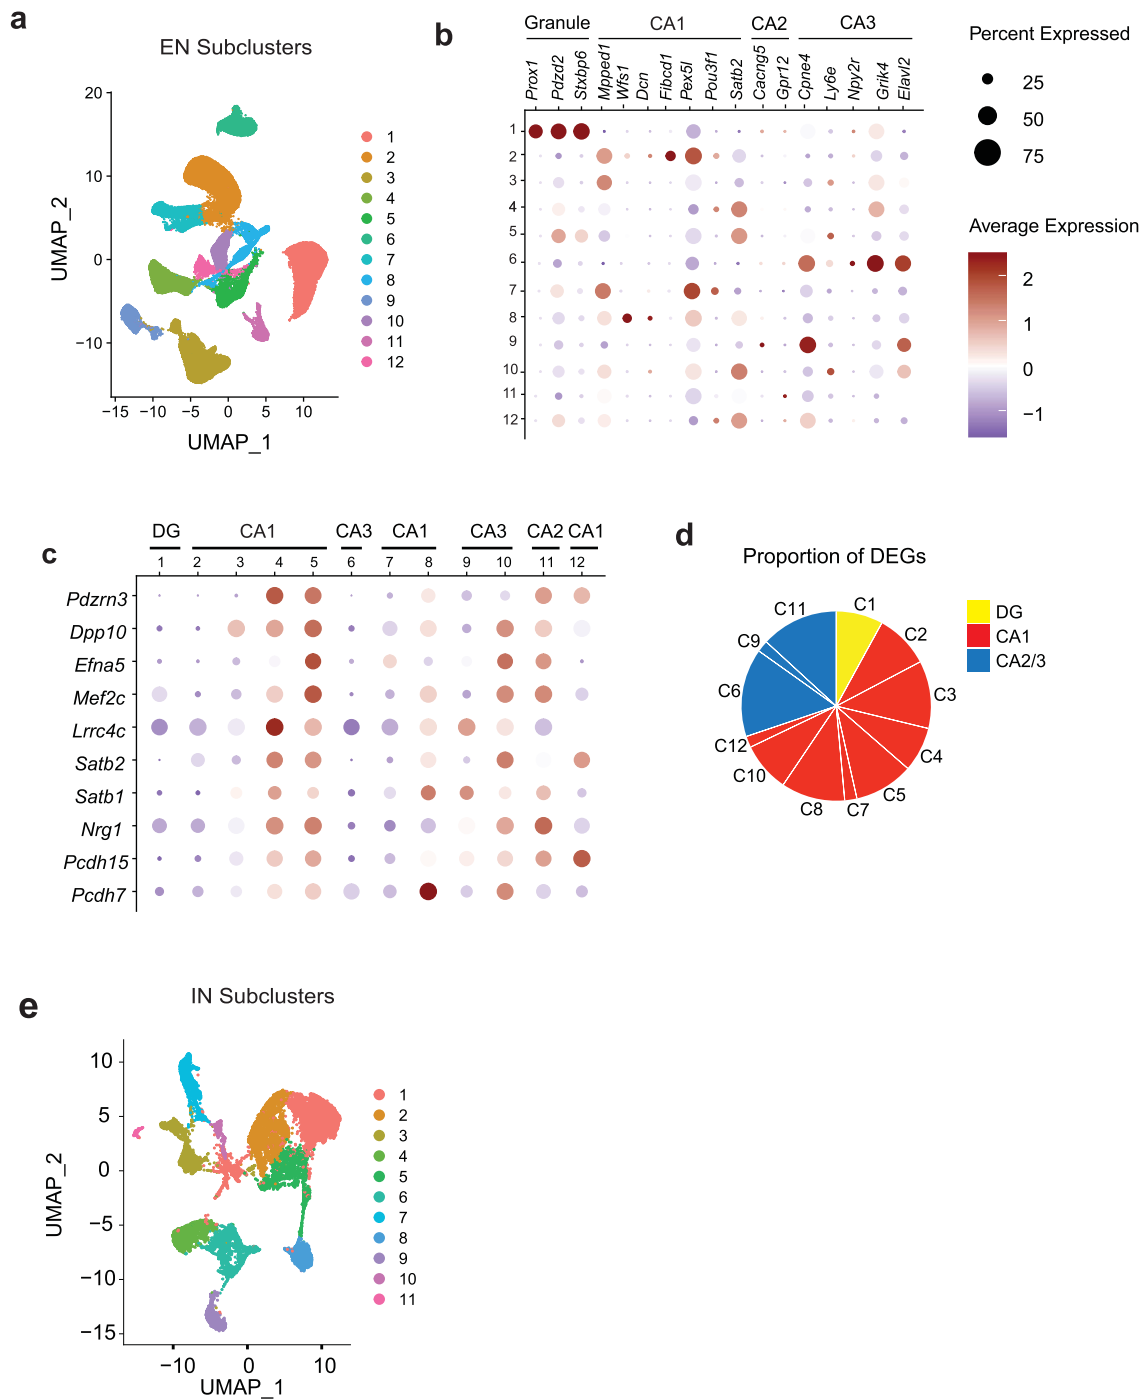 a
EN Subclusters
20
10
0
−10
−15
−10
−5
0
5
10
UMAP_2
UMAP_1
1
2
3
4
5
6
7
8
9
10
11
12
b
Granule
CA1
CA2
CA3
Prox1
Pdzd2
Stxbp6
Mpped1
Wfs1
Dcn
Fibcd1
Pex5l
Pou3f1
Satb2
Cacng5
Gpr12
Cpne4
Ly6e
Npy2r
Grik4
Elavl2
1
2
3
4
5
6
7
8
9
10
11
12
Percent Expressed
25
50
75
Average Expression
2
1
0
−1
c
DG
CA1
CA3
CA1
CA3
CA2
CA1
1
2
3
4
5
6
7
8
9
10
11
12
Pdzrn3
Dpp10
Efna5
Mef2c
Lrrc4c
Satb2
Satb1
Nrg1
Pcdh15
Pcdh7
d
Proportion of DEGs
C1
C2
C3
C4
C5
C7
C8
C10
C12
C6
C9
C11
DG
CA1
CA2/3
e
IN Subclusters
10
5
0
−5
−10
−15
−10
0
10
UMAP_2
UMAP_1
1
2
3
4
5
6
7
8
9
10
11